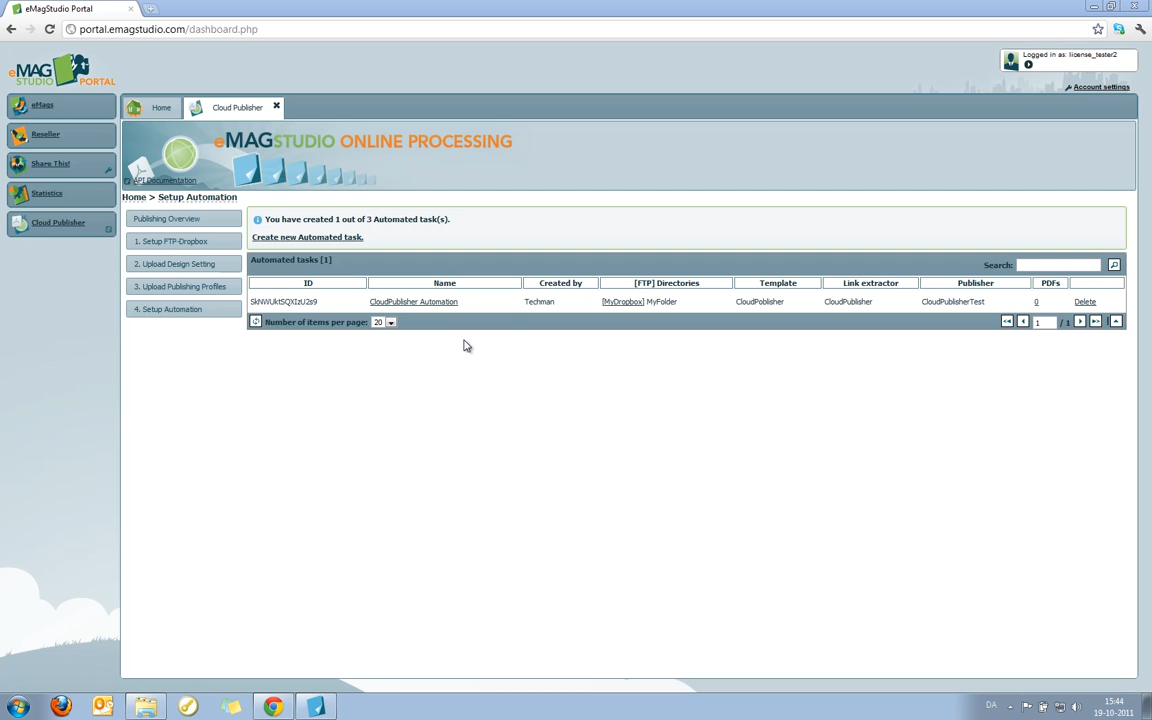 eMagStudio Portal
portal.emagstudio.com/dashboard.php
eMAG STUDIO PORTAL
Logged in as: license_tester2
Account settings
eMags
Reseller
Share This!
Statistics
Cloud Publisher
Home
Cloud Publisher
eMAGSTUDIO ONLINE PROCESSING
API Documentation
Home > Setup Automation
Publishing Overview
1. Setup FTP-Dropbox
2. Upload Design Setting
3. Upload Publishing Profiles
4. Setup Automation
You have created 1 out of 3 Automated task(s).
Create new Automated task.
Automated tasks [1]
Search:
ID Name Created by [FTP] Directories Template Link extractor Publisher PDFs
SkNWUktSQXIzU2s9 CloudPublisher Automation Techman [MyDropbox] MyFolder CloudPoblisher CloudPublisher CloudPublisherTest 0 Delete
Number of items per page: 20
1 / 1
DA
15:44
19-10-2011